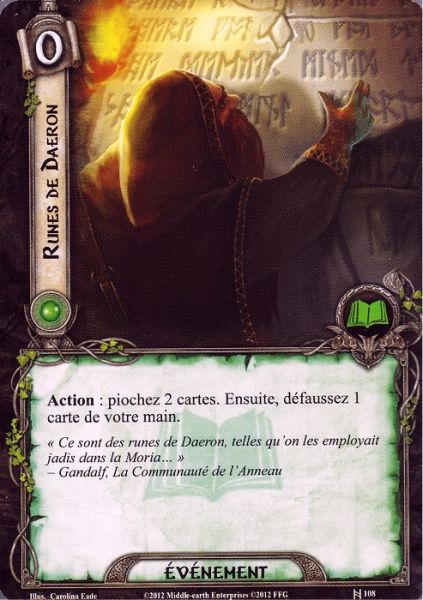 0
RUNES DE DAERON
Action : piochez 2 cartes. Ensuite, défaussez 1
carte de votre main.
« Ce sont des runes de Daeron, telles qu'on les employait
jadis dans la Moria… »
– Gandalf, La Communauté de l'Anneau
ÉVÉNEMENT
Illus. Carolina Eade
©2012 Middle-earth Enterprises ©2012 FFG
108